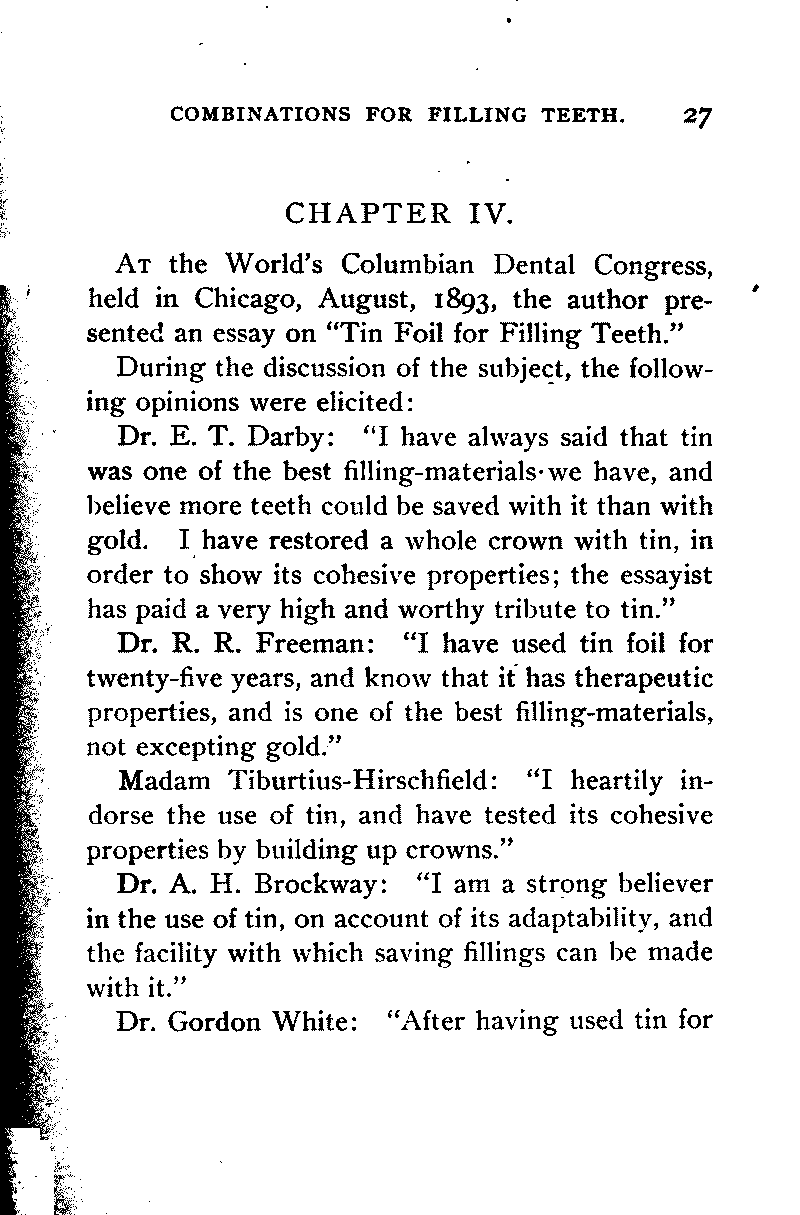 COMBINATIONS FOR FILLING TEETH. 27
CHAPTER IV.
At the World's Columbian Dental Congress,
held in Chicago, August, 1893, the author pre-
sented an essay on "Tin Foil for Filling Teeth."
During the discussion of the subject, the follow-
ing opinions were elicited:
Dr. E. T. Darby: "I have always said that tin
was one of the best filling-materials we have, and
believe more teeth could be saved with it than with
gold. I have restored a whole crown with tin, in
order to show its cohesive properties; the essayist
has paid a very high and worthy tribute to tin."
Dr. R. R. Freeman: "I have used tin foil for
twenty-five years, and know that it has therapeutic
properties, and is one of the best filling-materials,
not excepting gold."
Madam Tiburtius-Hirschfield: "I heartily in-
dorse the use of tin, and have tested its cohesive
properties by building up crowns."
Dr. A. H. Brockway: "I am a strong believer
in the use of tin, on account of its adaptability, and
the facility with which saving fillings can be made
with it."
Dr. Gordon White: "After having used tin for